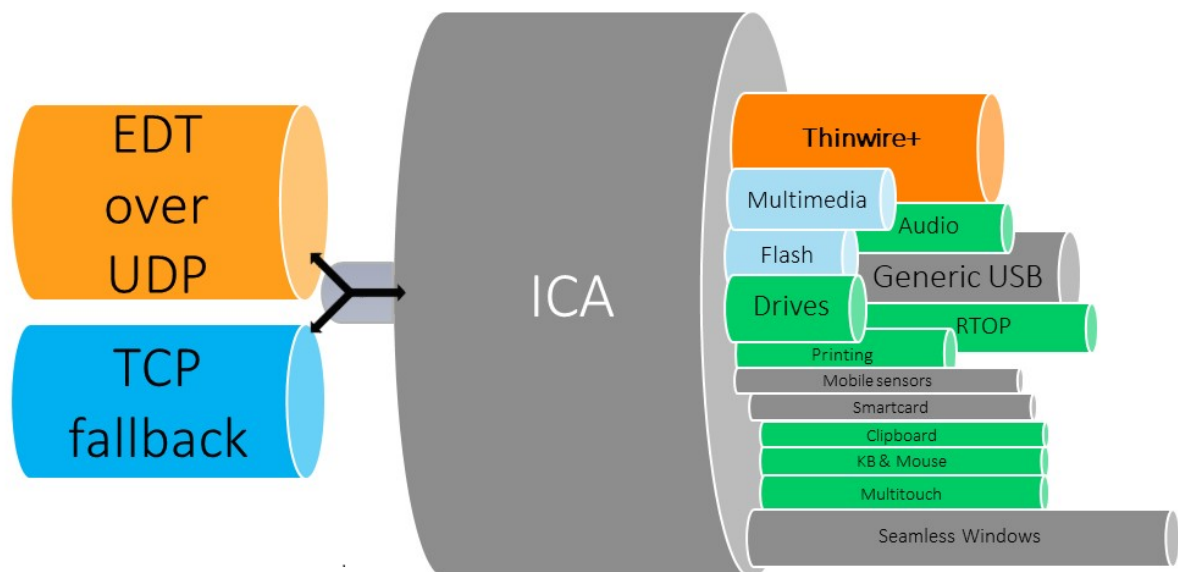 EDT
over
UDP
TCP
fallback
ICA
Thinwire+
Multimedia
Audio
Flash
Generic USB
Drives
RTOP
Printing
Mobile sensors
Smartcard
Clipboard
KB & Mouse
Multitouch
Seamless Windows